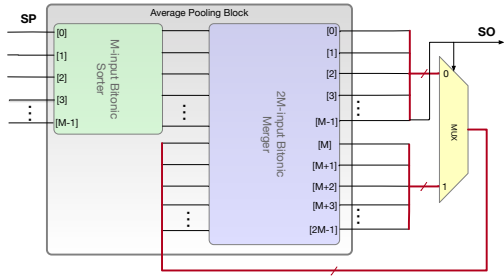 Average Pooling Block
SP
SO
[0]
[1]
[2]
[3]
[M-1]
M-input Bitonic
Sorter
2M-input Bitonic
Merger
[0]
[1]
[2]
[3]
[M-1]
[M]
[M+1]
[M+2]
[M+3]
[2M-1]
0
MUX
1